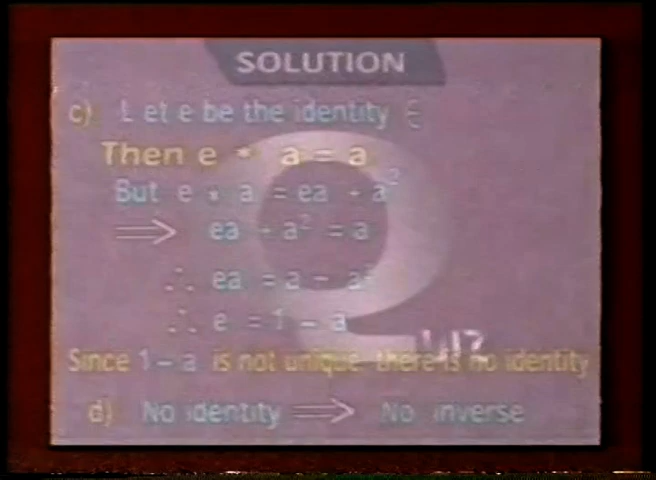 SOLUTION
c) Let e be the identity ∈
Then e * a = a
But e * a = ea + a²
⟹ ea + a² = a
∴ ea = a – a²
∴ e = 1 – a
Since 1 – a is not unique there is no identity
d) No identity ⟹ No inverse